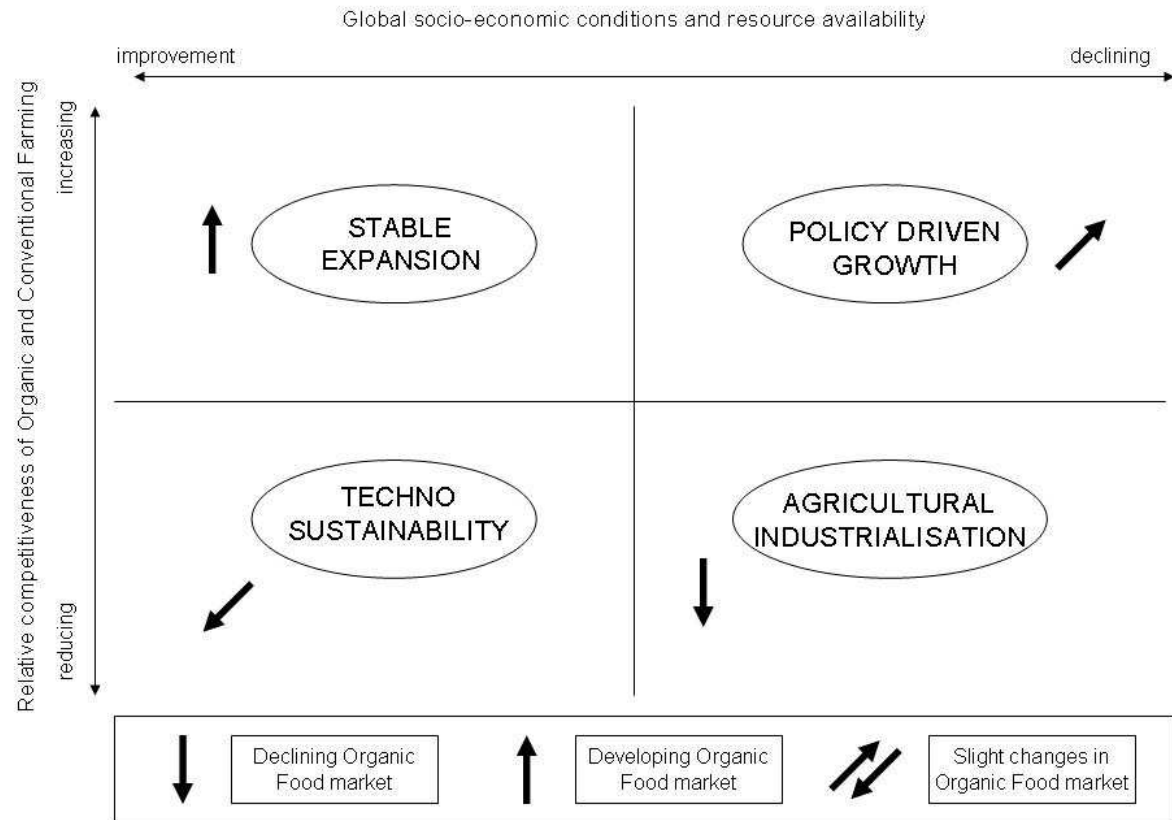 Global socio-economic conditions and resource availability
improvement
declining
Relative competitiveness of Organic and Conventional Farming
increasing
reducing
STABLE
EXPANSION
POLICY DRIVEN
GROWTH
TECHNO
SUSTAINABILITY
AGRICULTURAL
INDUSTRIALISATION
Declining Organic
Food market
Developing Organic
Food market
Slight changes in
Organic Food market